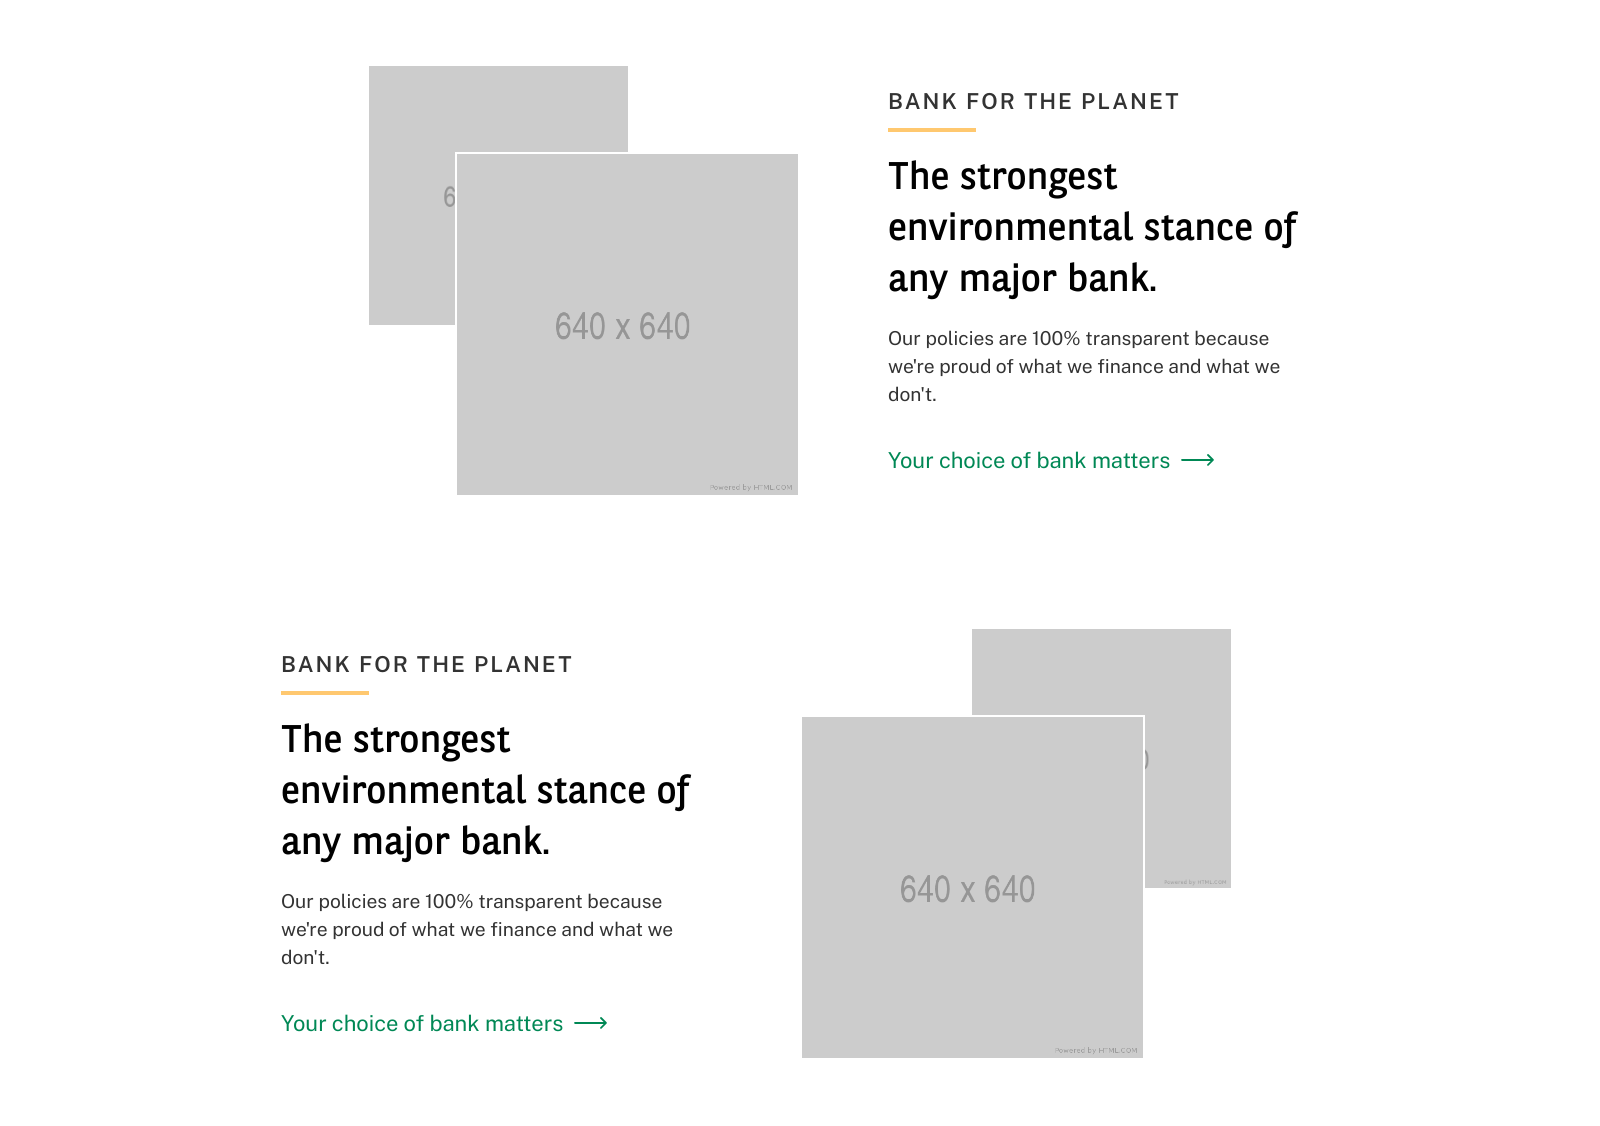 6
640 x 640
Powered by HTML.COM
BANK FOR THE PLANET
The strongest
environmental stance of
any major bank.
Our policies are 100% transparent because
we're proud of what we finance and what we
don't.
Your choice of bank matters
BANK FOR THE PLANET
The strongest
environmental stance of
any major bank.
Our policies are 100% transparent because
we're proud of what we finance and what we
don't.
Your choice of bank matters
Powered by HTML.COM
640 x 640
Powered by HTML.COM